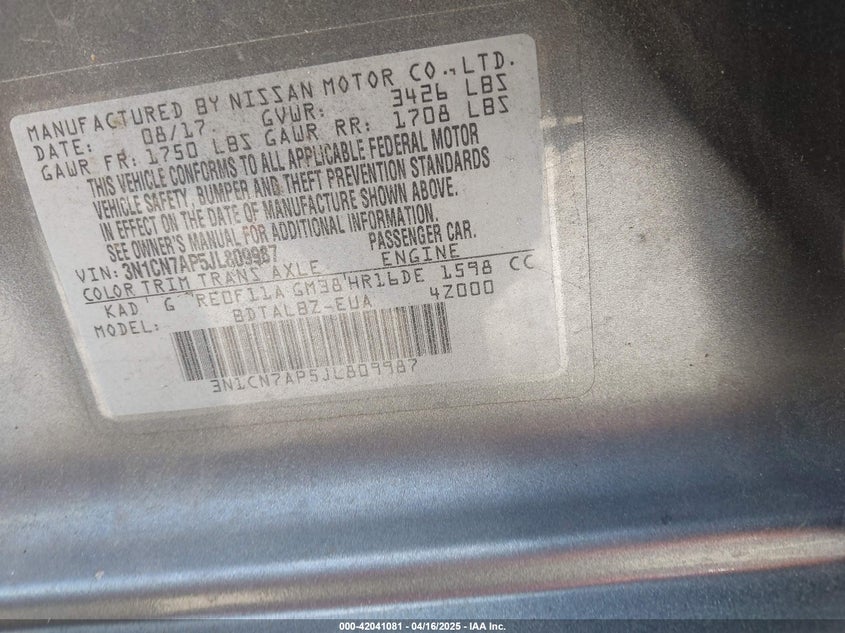 MANUFACTURED BY NISSAN MOTOR CO., LTD.
DATE: 08/17 GVWR: 3426 LBS
GAWR FR: 1750 LBS GAWR RR: 1708 LBS
THIS VEHICLE CONFORMS TO ALL APPLICABLE FEDERAL MOTOR
VEHICLE SAFETY, BUMPER AND THEFT PREVENTION STANDARDS
IN EFFECT ON THE DATE OF MANUFACTURE SHOWN ABOVE.
SEE OWNER'S MANUAL FOR ADDITIONAL INFORMATION.
VIN: 3N1CN7AP5JL809987 PASSENGER CAR.
COLOR TRIM TRANS AXLE ENGINE
KAD G RE0F11A GM38 HR16DE 1598 CC
MODEL: BDTALBZ-EUA 4Z000
3N1CN7AP5JL809987
000-42041081 - 04/16/2025 - IAA Inc.